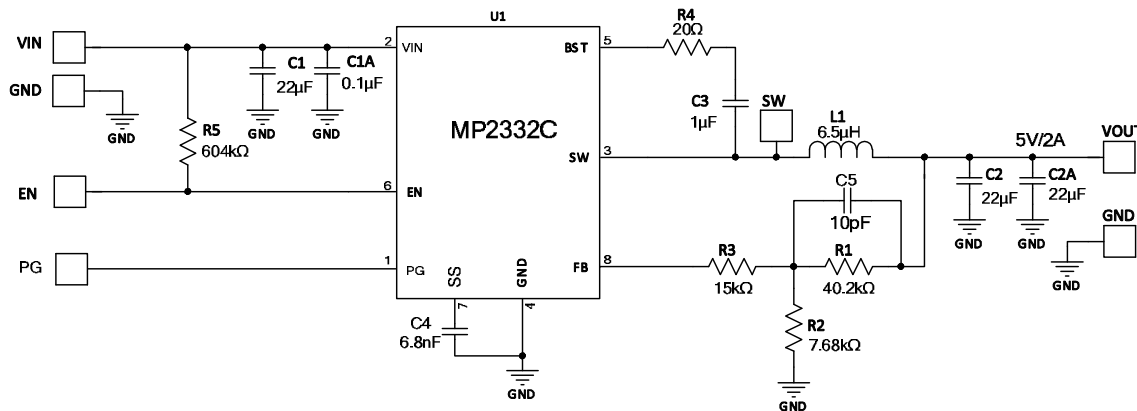 U1
VIN
GND
GND
C1
22µF
GND
C1A
0.1µF
GND
R5
604kΩ
EN
PG
2
VIN
6
EN
1
PG
MP2332C
BST
5
SW
3
FB
8
SS
7
GND
4
C4
6.8nF
GND
R4
20Ω
C3
1µF
SW
L1
6.5µH
5V/2A
VOUT
C2
22µF
GND
C2A
22µF
GND
GND
GND
C5
10pF
R3
15kΩ
R1
40.2kΩ
R2
7.68kΩ
GND